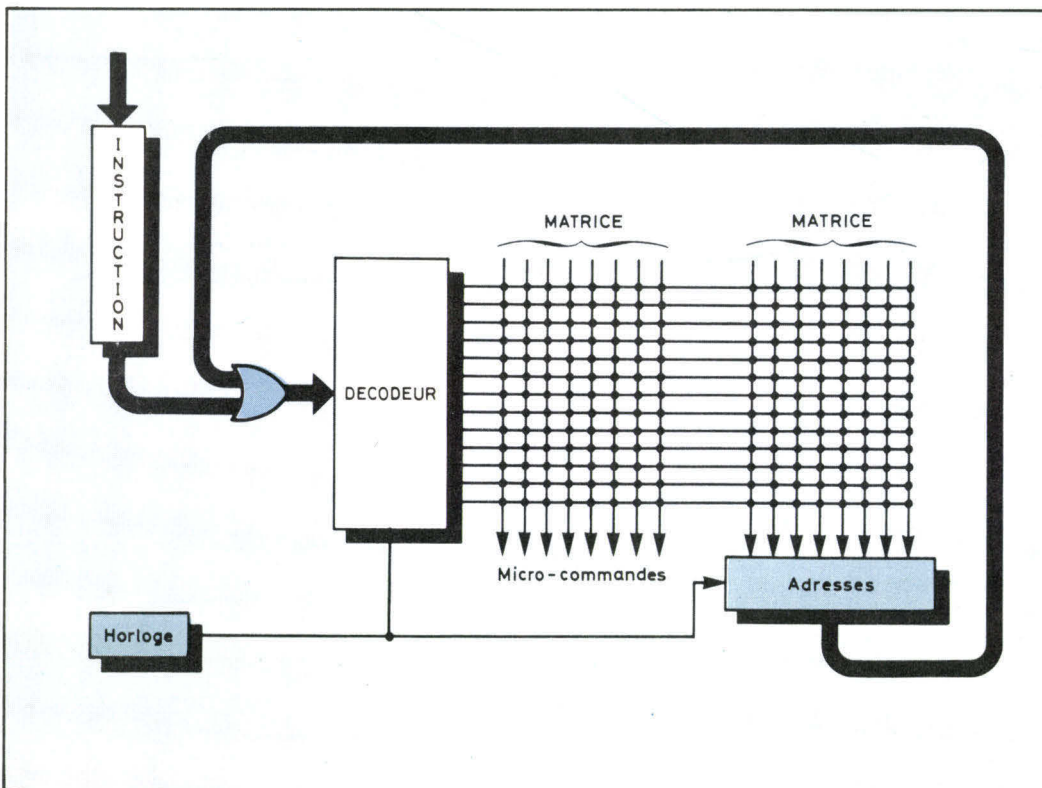 INSTRUCTION
MATRICE
MATRICE
DECODEUR
Micro-commandes
Adresses
Horloge